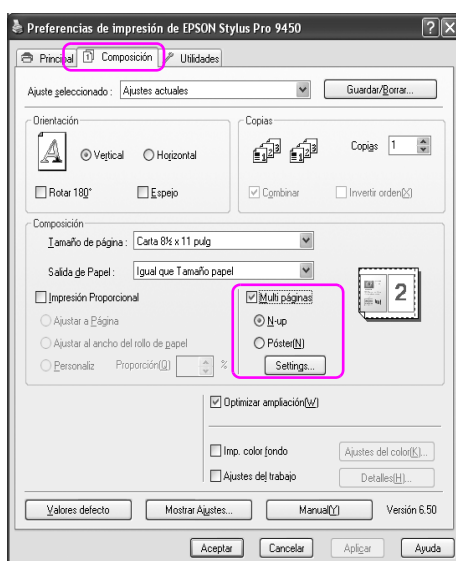 Preferencias de impresión de EPSON Stylus Pro 9450
Principal Composición Utilidades
Ajuste seleccionado : Ajustes actuales Guardar/Borrar...
Orientación Copias
Vertical Horizontal Copias 1
Rotar 180° Espejo Combinar Invertir orden(X)
Composición
Tamaño de página : Carta 8½ x 11 pulg
Salida de Papel : Igual que Tamaño papel
Impresión Proporcional Multi páginas
Ajustar a Página N-up
Ajustar al ancho del rollo de papel Póster(N)
Personaliz Proporción(Q) % Settings...
2
Optimizar ampliación(W)
Imp. color fondo Ajustes del color(K)...
Ajustes del trabajo Detalles(H)...
Valores defecto Mostrar Ajustes... Manual(Y) Versión 6.50
Aceptar Cancelar Aplicar Ayuda